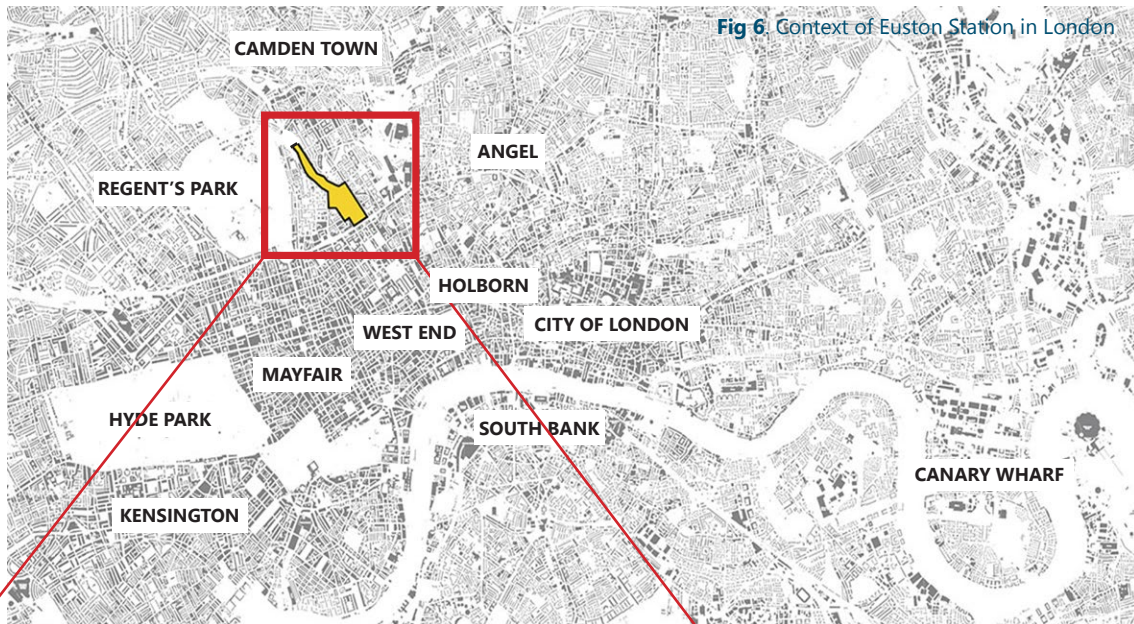 Fig 6. Context of Euston Station in London
CAMDEN TOWN
ANGEL
REGENT'S PARK
HOLBORN
CITY OF LONDON
WEST END
MAYFAIR
HYDE PARK
SOUTH BANK
CANARY WHARF
KENSINGTON